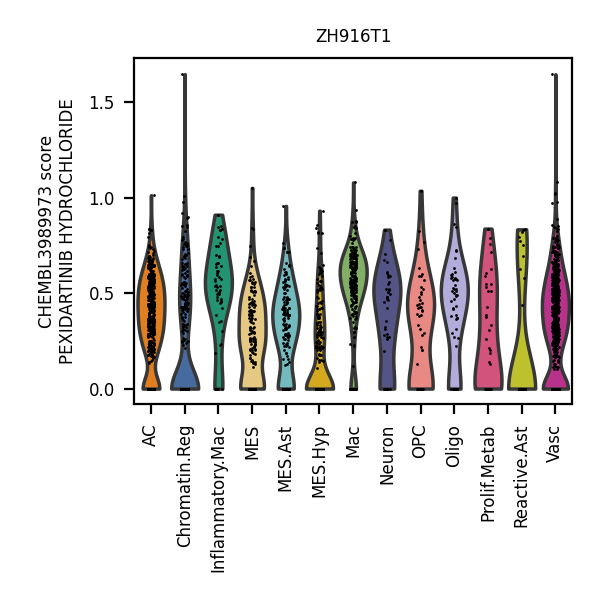 ZH916T1
CHEMBL3989973 score
PEXIDARTINIB HYDROCHLORIDE
1.5
1.0
0.5
0.0
AC
Chromatin.Reg
Inflammatory.Mac
MES
MES.Ast
MES.Hyp
Mac
Neuron
OPC
Oligo
Prolif.Metab
Reactive.Ast
Vasc